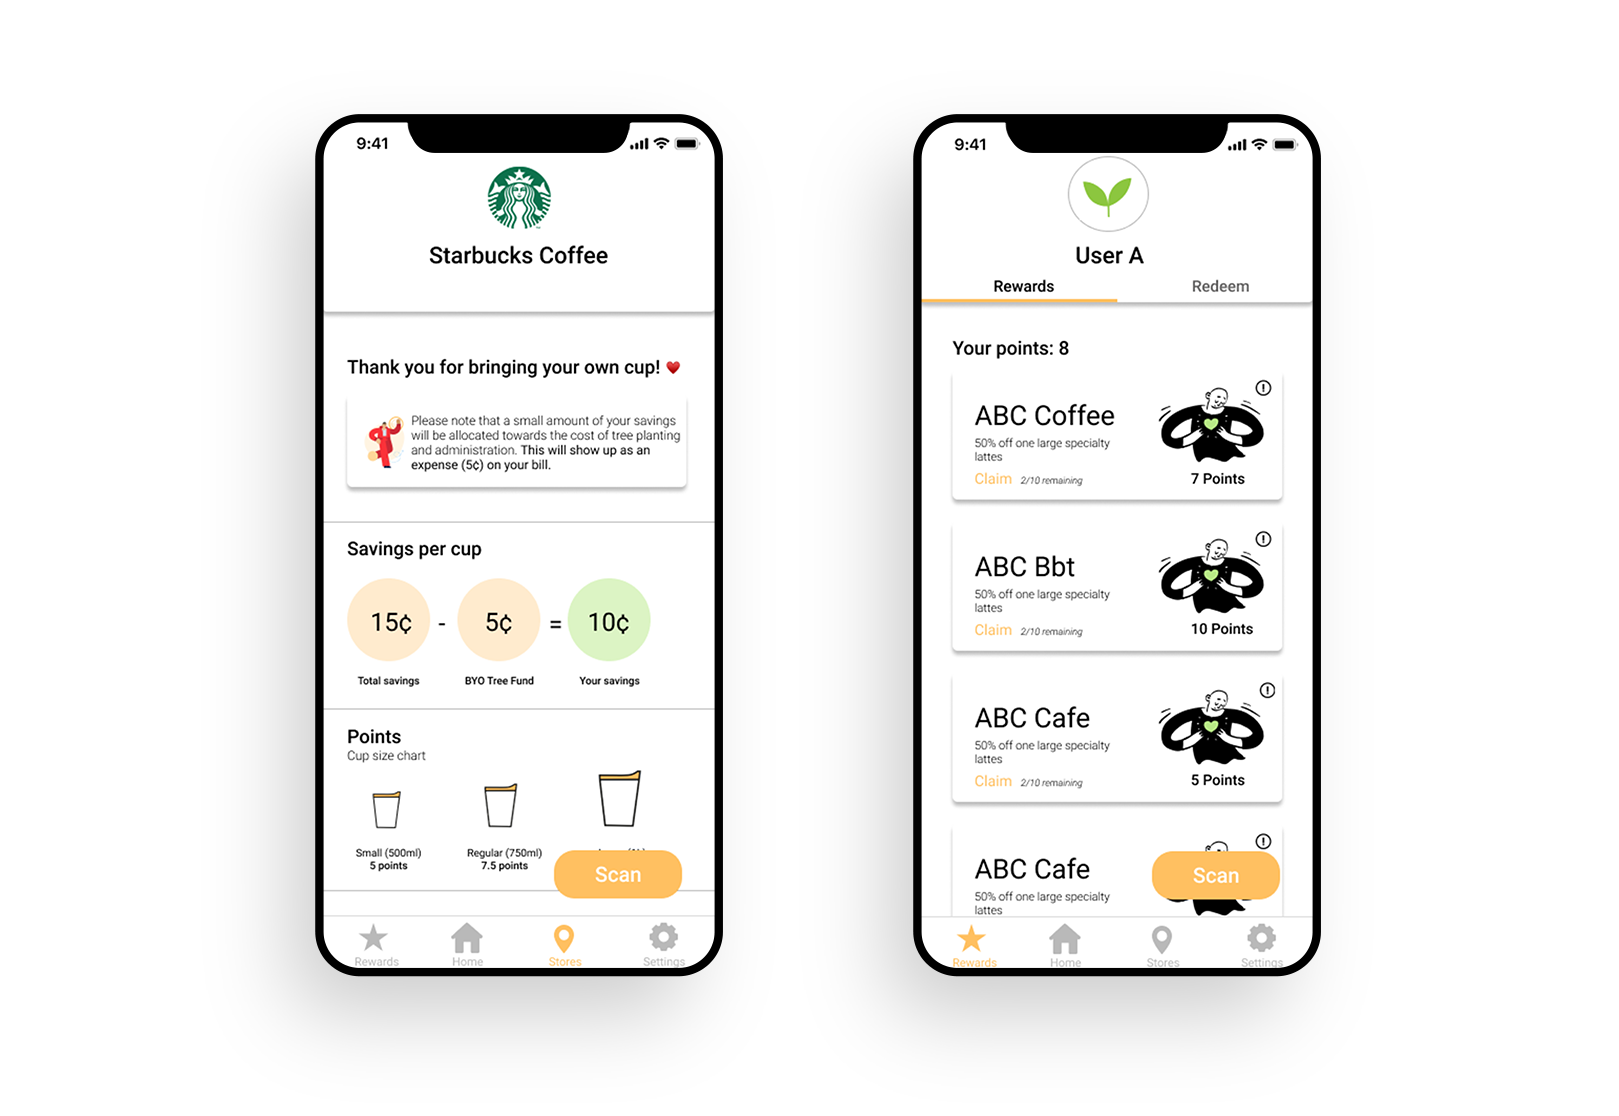 9:41
Starbucks Coffee
Thank you for bringing your own cup!
Please note that a small amount of your savings
will be allocated towards the cost of tree planting
and administration. This will show up as an
expense (5¢) on your bill.
Savings per cup
15¢ - 5¢ = 10¢
Total savings BYO Tree Fund Your savings
Points
Cup size chart
Small (500ml) Regular (750ml)
5 points 7.5 points
Scan
Rewards Home Stores Settings
9:41
User A
Rewards Redeem
Your points: 8
ABC Coffee
50% off one large specialty
lattes
Claim 2/10 remaining 7 Points
ABC Bbt
50% off one large specialty
lattes
Claim 2/10 remaining 10 Points
ABC Cafe
50% off one large specialty
lattes
Claim 2/10 remaining 5 Points
ABC Cafe
50% off one large specialty
lattes
Scan
Rewards Home Stores Settings